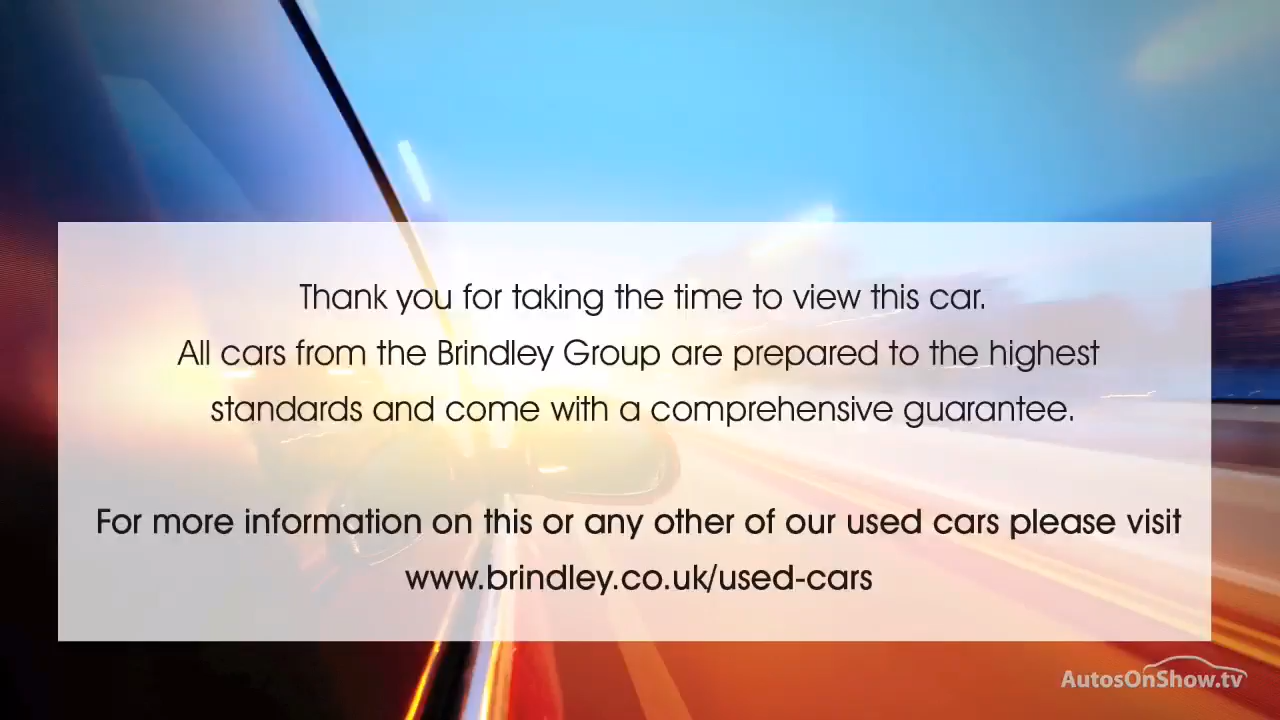 Thank you for taking the time to view this car.
All cars from the Brindley Group are prepared to the highest
standards and come with a comprehensive guarantee.
For more information on this or any other of our used cars please visit
www.brindley.co.uk/used-cars
AutosOnShow.tv